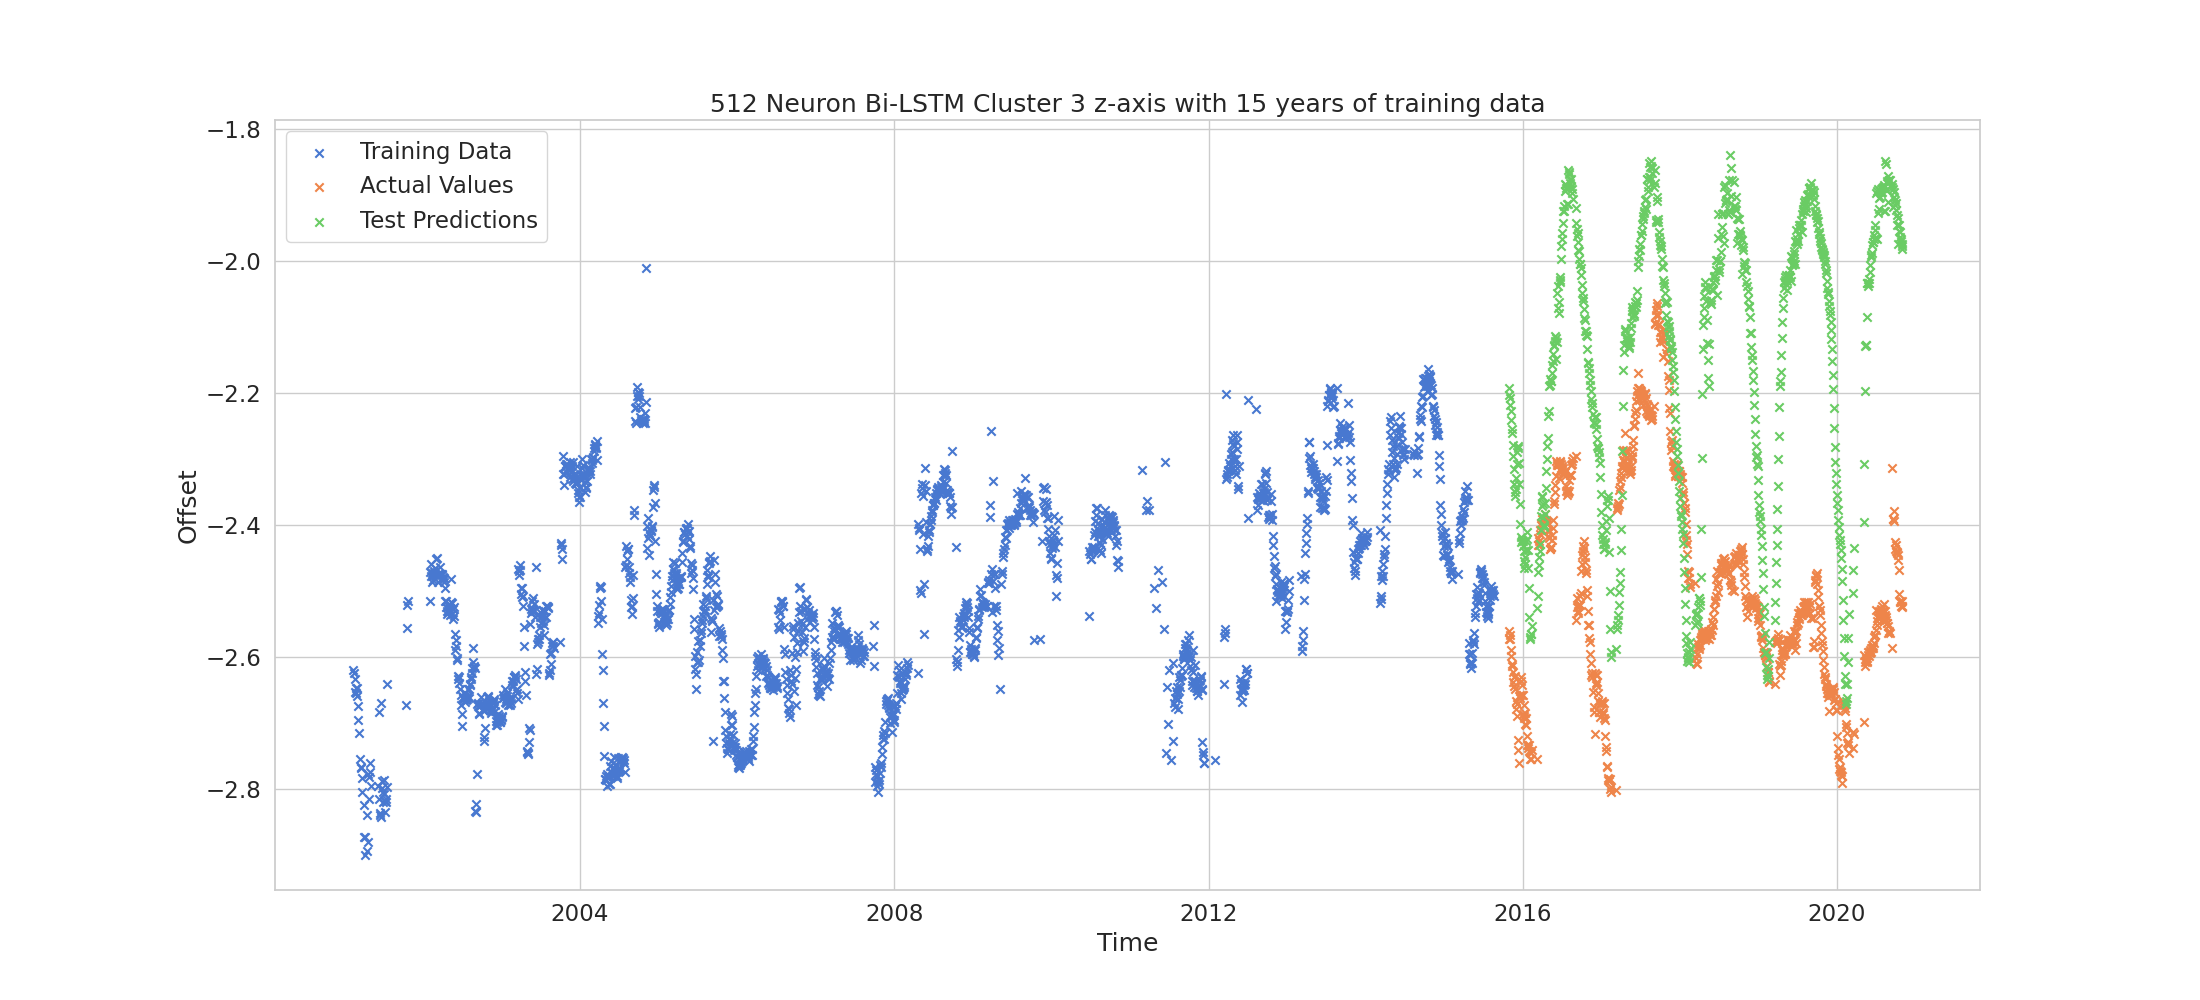 512 Neuron Bi-LSTM Cluster 3 z-axis with 15 years of training data
−1.8
−2.0
−2.2
−2.4
−2.6
−2.8
Offset
Training Data
Actual Values
Test Predictions
2004
2008
2012
2016
2020
Time